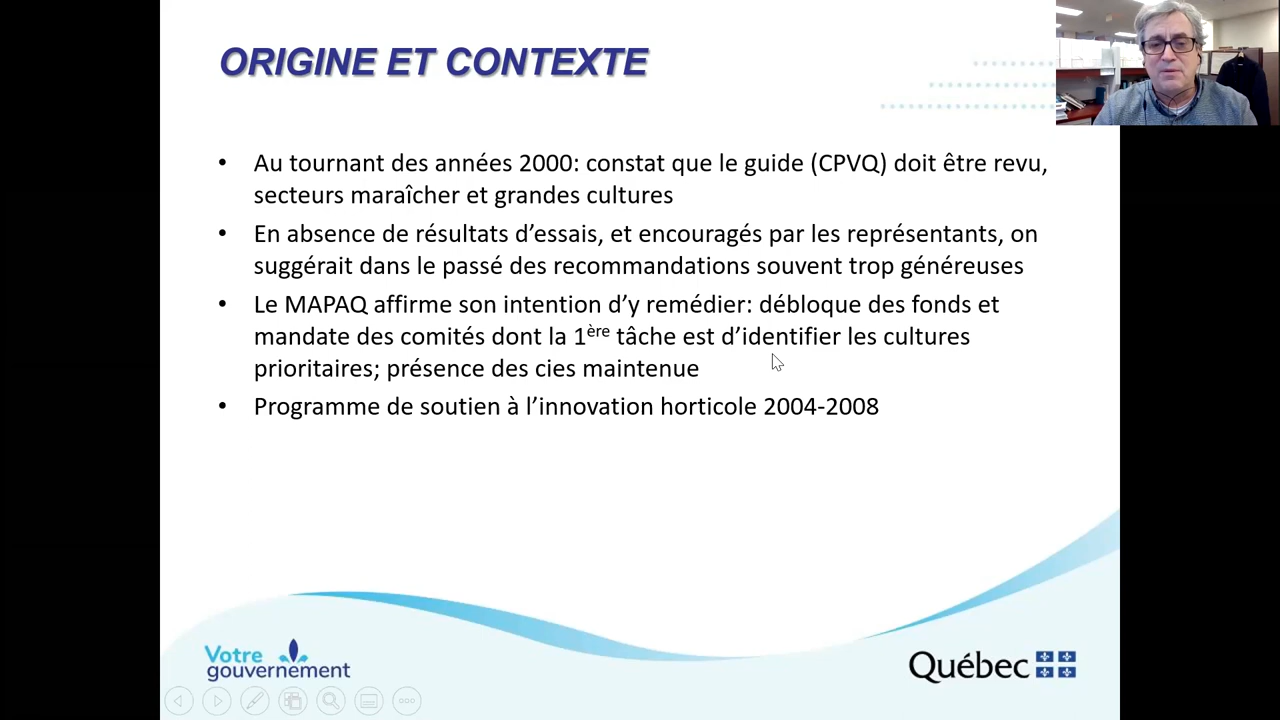 ORIGINE ET CONTEXTE
• Au tournant des années 2000: constat que le guide (CPVQ) doit être revu,
secteurs maraîcher et grandes cultures
• En absence de résultats d’essais, et encouragés par les représentants, on
suggérait dans le passé des recommandations souvent trop généreuses
• Le MAPAQ affirme son intention d’y remédier: débloque des fonds et
mandate des comités dont la 1ère tâche est d’identifier les cultures
prioritaires; présence des cies maintenue
• Programme de soutien à l’innovation horticole 2004-2008
Votre
gouvernement
Québec